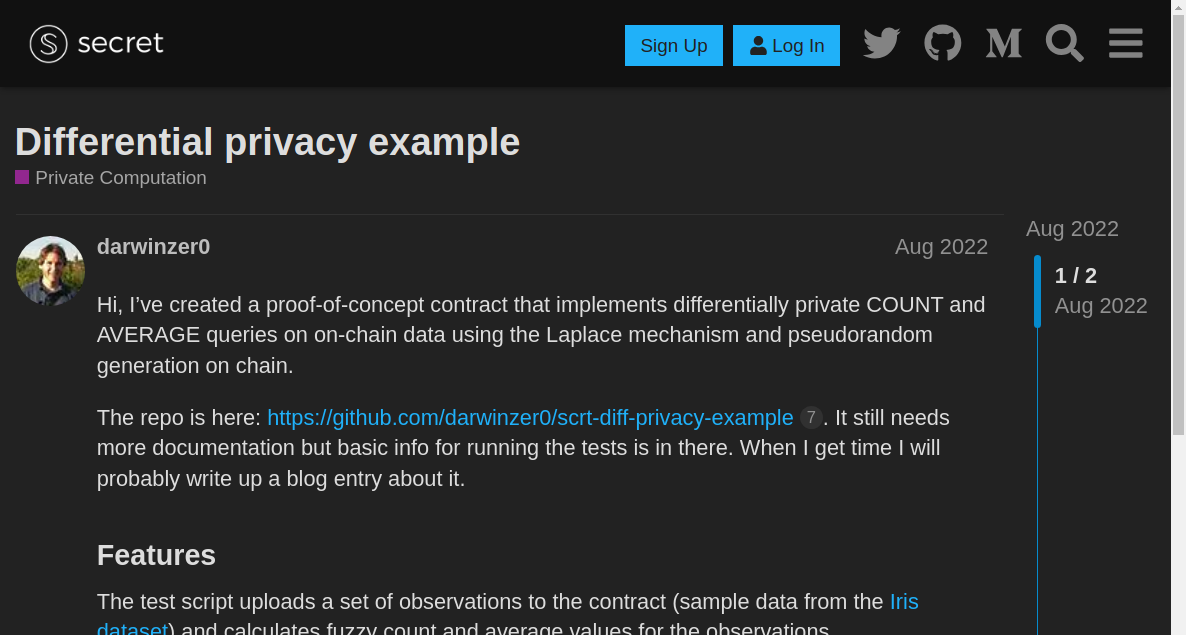 secret
Sign Up
Log In
Differential privacy example
Private Computation
darwinzer0
Aug 2022
Aug 2022
1 / 2
Aug 2022
Hi, I’ve created a proof-of-concept contract that implements differentially private COUNT and
AVERAGE queries on on-chain data using the Laplace mechanism and pseudorandom
generation on chain.
The repo is here: https://github.com/darwinzer0/scrt-diff-privacy-example 7 . It still needs
more documentation but basic info for running the tests is in there. When I get time I will
probably write up a blog entry about it.
Features
The test script uploads a set of observations to the contract (sample data from the Iris
dataset) and calculates fuzzy count and average values for the observations.